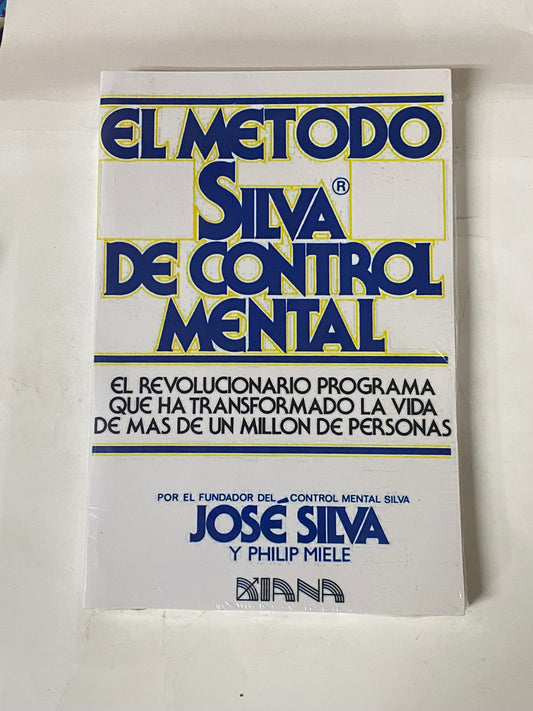 EL METODO
SILVA®
DE CONTROL
MENTAL
EL REVOLUCIONARIO PROGRAMA
QUE HA TRANSFORMADO LA VIDA
DE MAS DE UN MILLON DE PERSONAS
POR EL FUNDADOR DEL CONTROL MENTAL SILVA
JOSÉ SILVA
Y PHILIP MIELE
DIANA